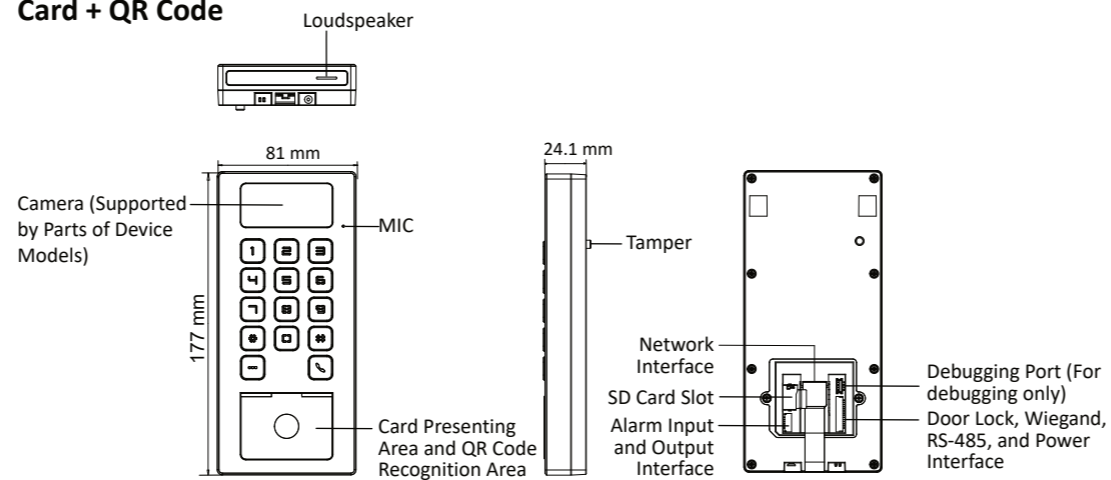 Card + QR Code
Loudspeaker
81 mm
24.1 mm
Camera (Supported
by Parts of Device
Models)
MIC
Tamper
177 mm
1 2 3
4 5 6
7 8 9
* 0 #
Network
Interface
SD Card Slot
Alarm Input
and Output
Interface
Debugging Port (For
debugging only)
Door Lock, Wiegand,
RS-485, and Power
Interface
Card Presenting
Area and QR Code
Recognition Area